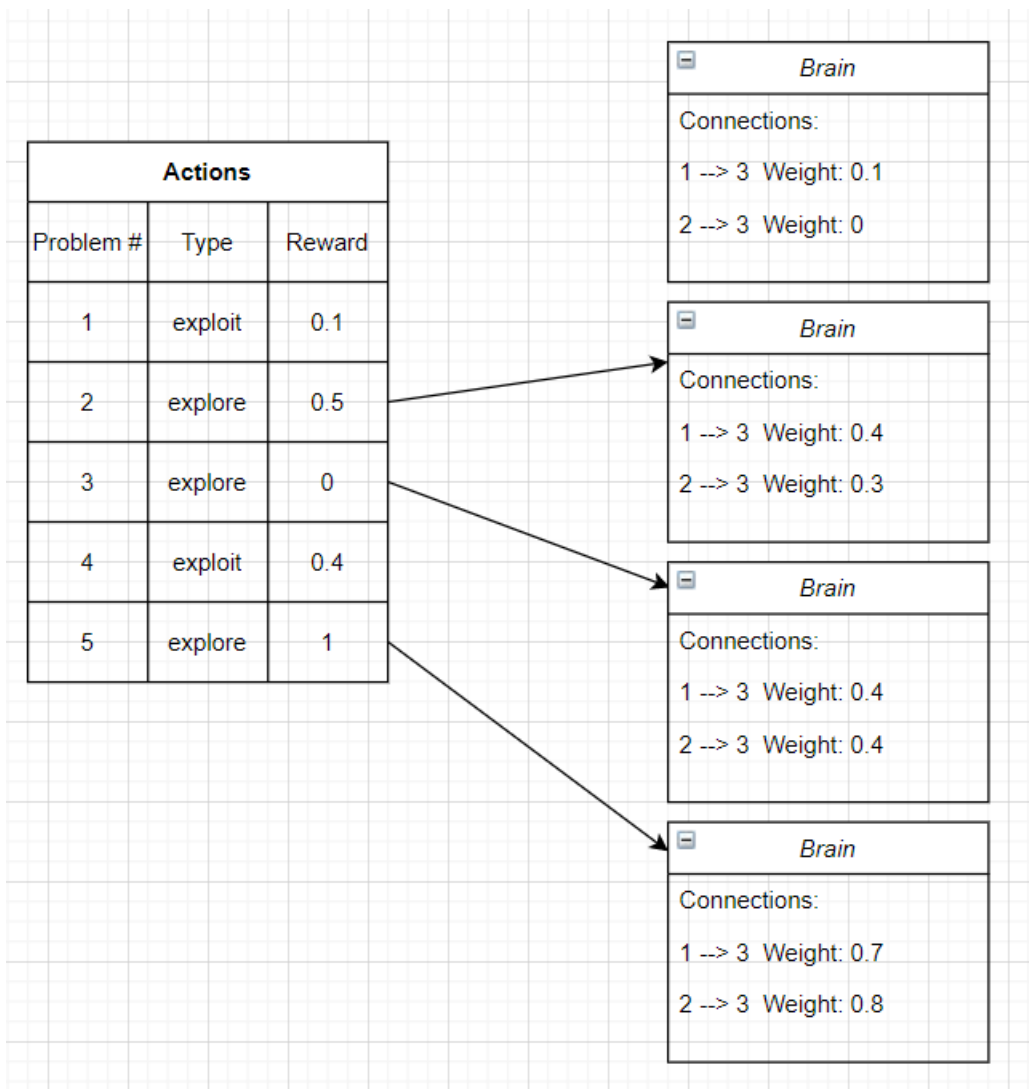 Actions
Problem # Type Reward
1 exploit 0.1
2 explore 0.5
3 explore 0
4 exploit 0.4
5 explore 1
Brain
Connections:
1 --> 3 Weight: 0.1
2 --> 3 Weight: 0
Brain
Connections:
1 --> 3 Weight: 0.4
2 --> 3 Weight: 0.3
Brain
Connections:
1 --> 3 Weight: 0.4
2 --> 3 Weight: 0.4
Brain
Connections:
1 --> 3 Weight: 0.7
2 --> 3 Weight: 0.8